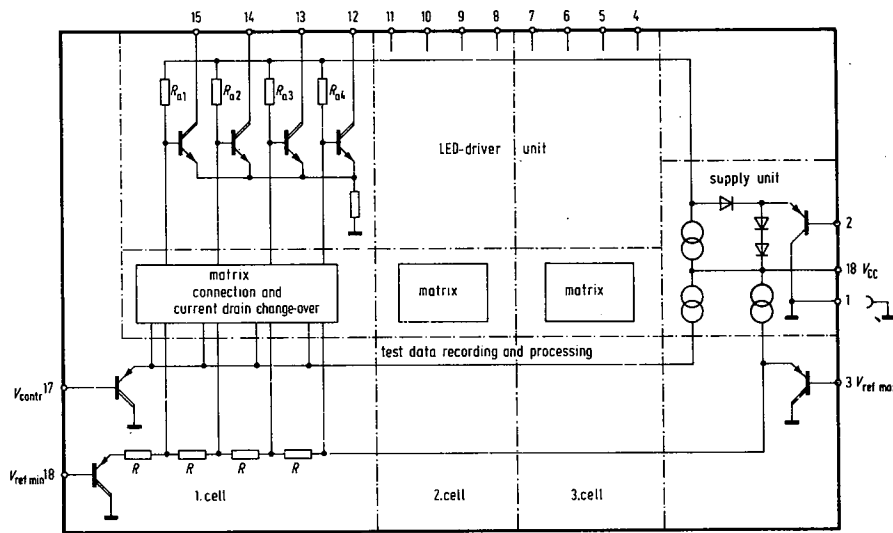 15 14 13 12 11 10 9 8 7 6 5 4
Ra1 Ra2 Ra3 Ra4
LED-driver unit
supply unit
2
18 VCC
1
matrix
connection and
current drain change-over
matrix
matrix
test data recording and processing
Vcontr 17
3 Vref ma
Vref min 18
R R R R
1.cell 2.cell 3.cell